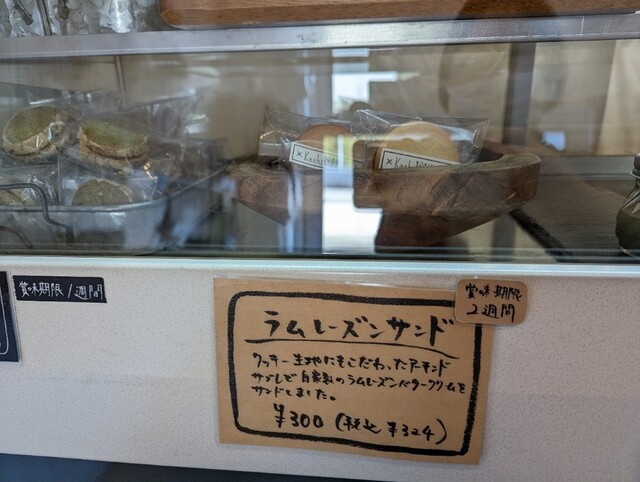 賞味期限 1週間
賞味期限
2週間
ラムレーズンサンド
クッキー生地にもこだわったアーモンド
サブレで自家製のラムレーズンバタークリームを
サンドしました。
¥300 (税込 ¥324)